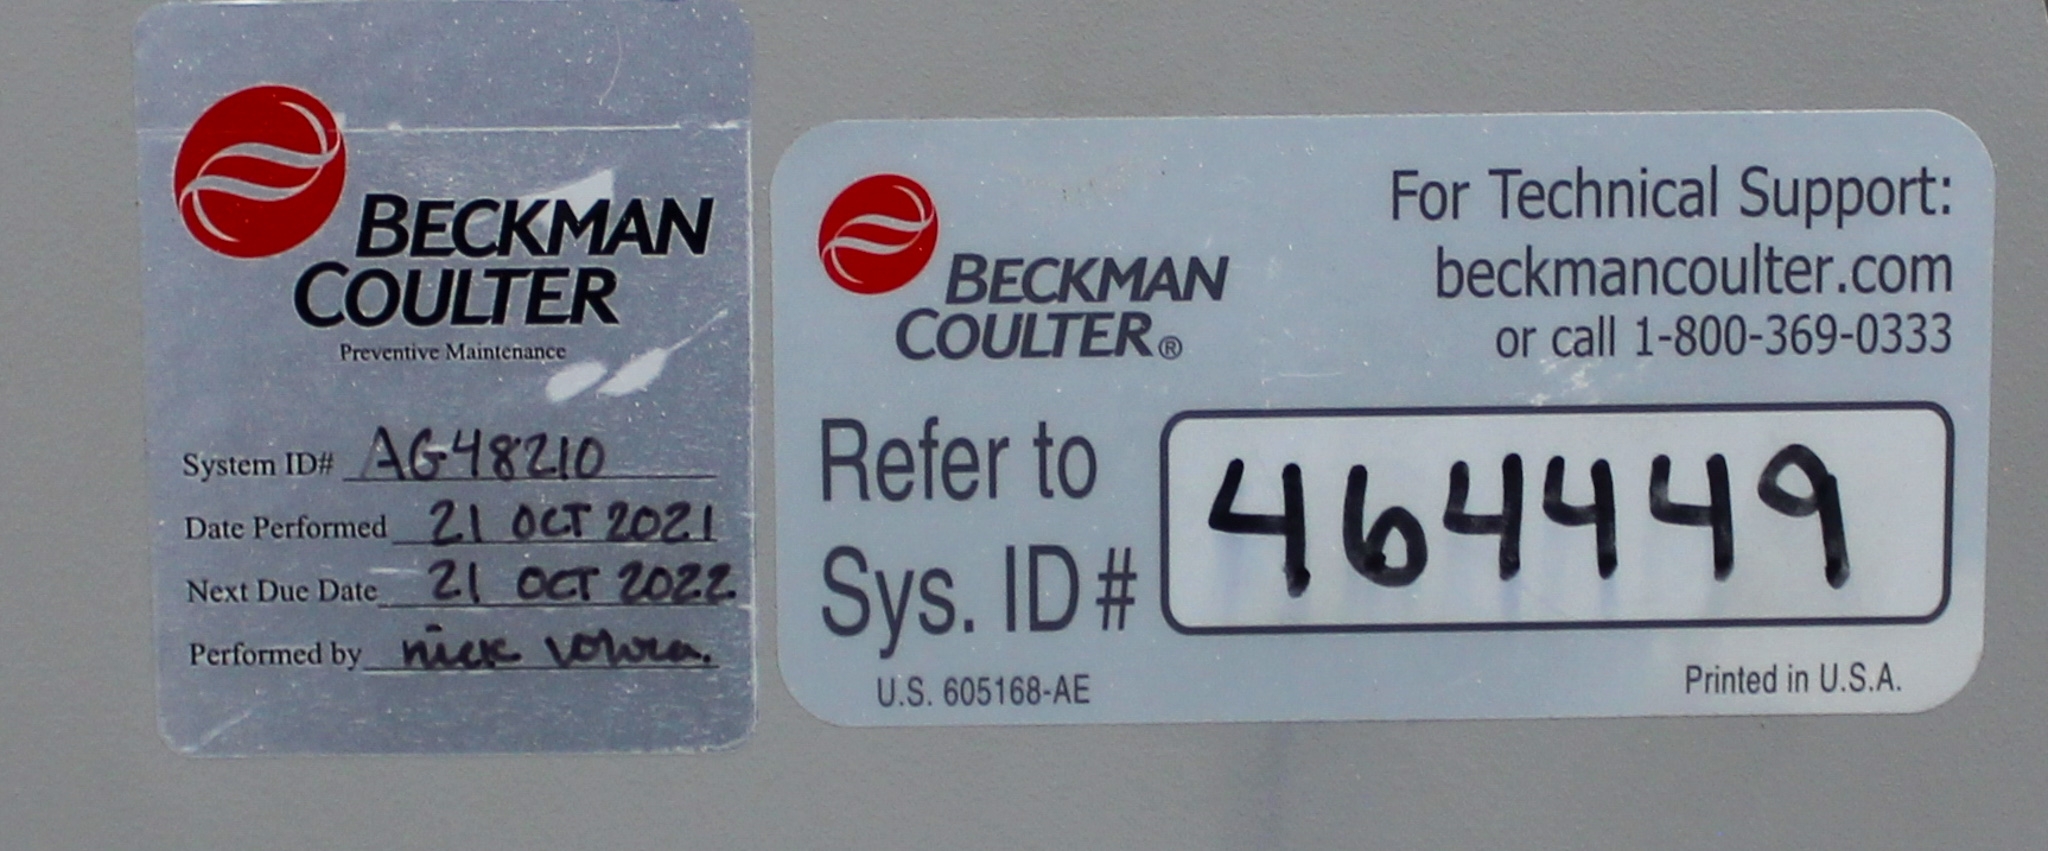 BECKMAN
COULTER
Preventive Maintenance
System ID# AG48210
Date Performed 21 OCT 2021
Next Due Date 21 OCT 2022.
Performed by nick
BECKMAN
COULTER®
For Technical Support:
beckmancoulter.com
or call 1-800-369-0333
Refer to
Sys. ID# 464449
U.S. 605168-AE
Printed in U.S.A.